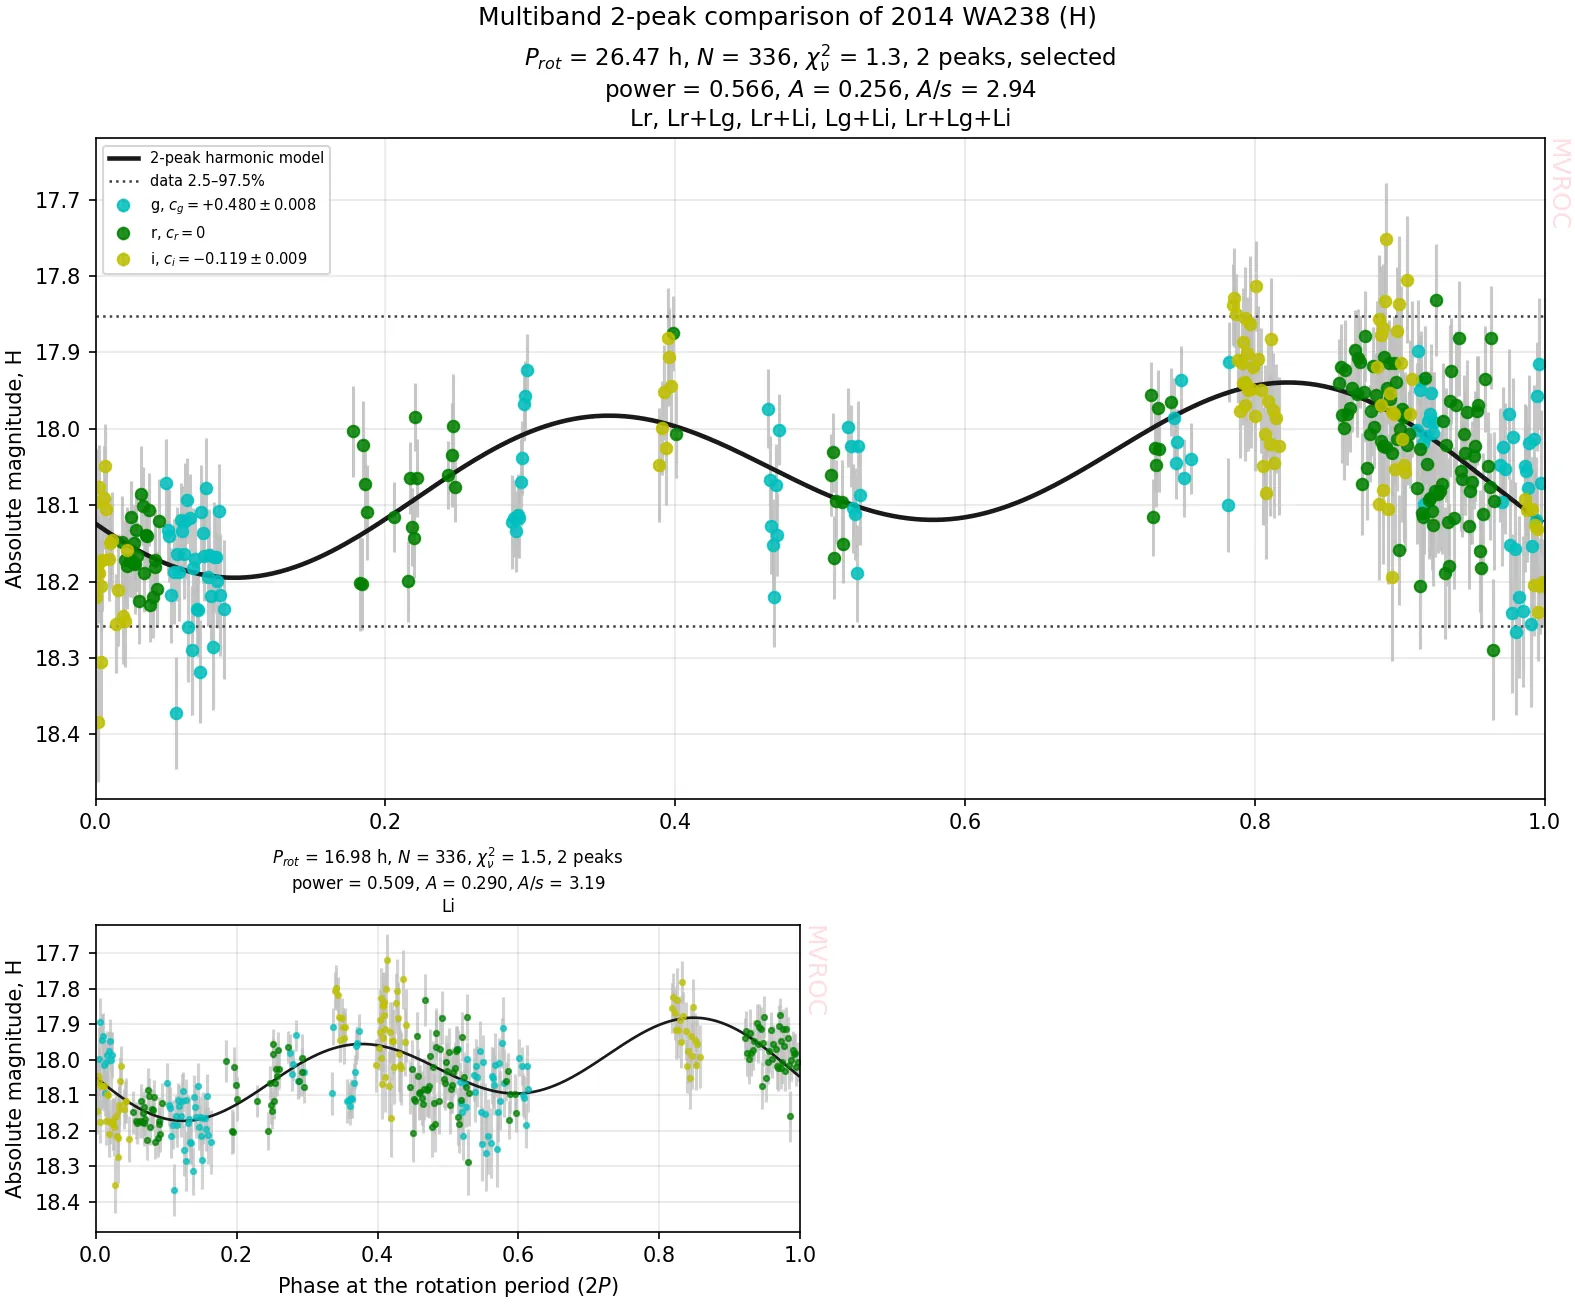 Multiband 2-peak comparison of 2014 WA238 (H)
P_rot = 26.47 h, N = 336, χ²_ν = 1.3, 2 peaks, selected
power = 0.566, A = 0.256, A/s = 2.94
Lr, Lr+Lg, Lr+Li, Lg+Li, Lr+Lg+Li
2-peak harmonic model
data 2.5–97.5%
g, c_g = +0.480 ± 0.008
r, c_r = 0
i, c_i = −0.119 ± 0.009
MVROC
Absolute magnitude, H
17.7
17.8
17.9
18.0
18.1
18.2
18.3
18.4
0.0 0.2 0.4 0.6 0.8 1.0
P_rot = 16.98 h, N = 336, χ²_ν = 1.5, 2 peaks
power = 0.509, A = 0.290, A/s = 3.19
Li
MVROC
Absolute magnitude, H
17.7
17.8
17.9
18.0
18.1
18.2
18.3
18.4
0.0 0.2 0.4 0.6 0.8 1.0
Phase at the rotation period (2P)